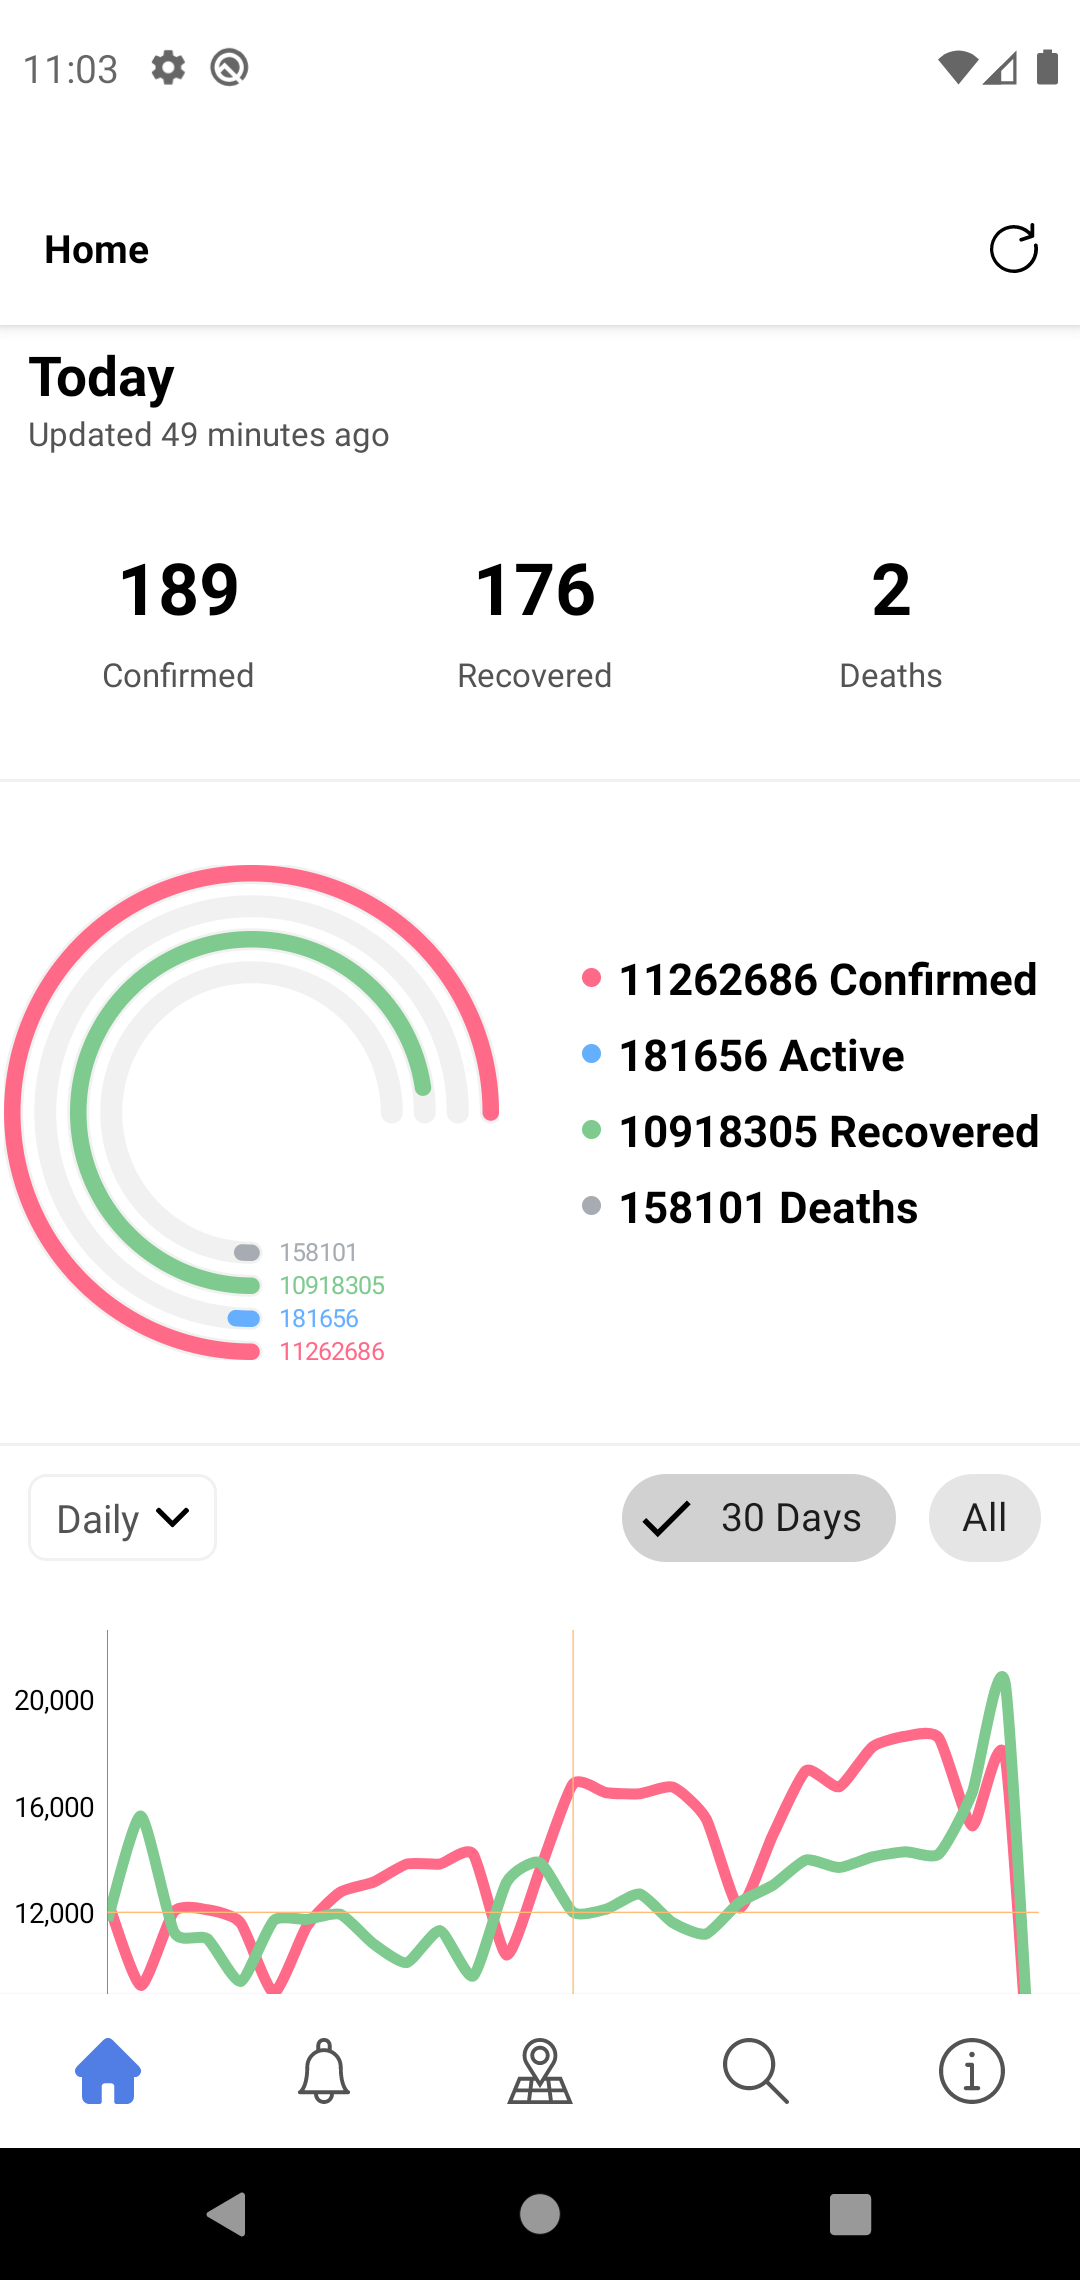 11:03
Home
Today
Updated 49 minutes ago
189 176 2
Confirmed Recovered Deaths
11262686 Confirmed
181656 Active
10918305 Recovered
158101 Deaths
158101
10918305
181656
11262686
Daily 30 Days All
20,000
16,000
12,000